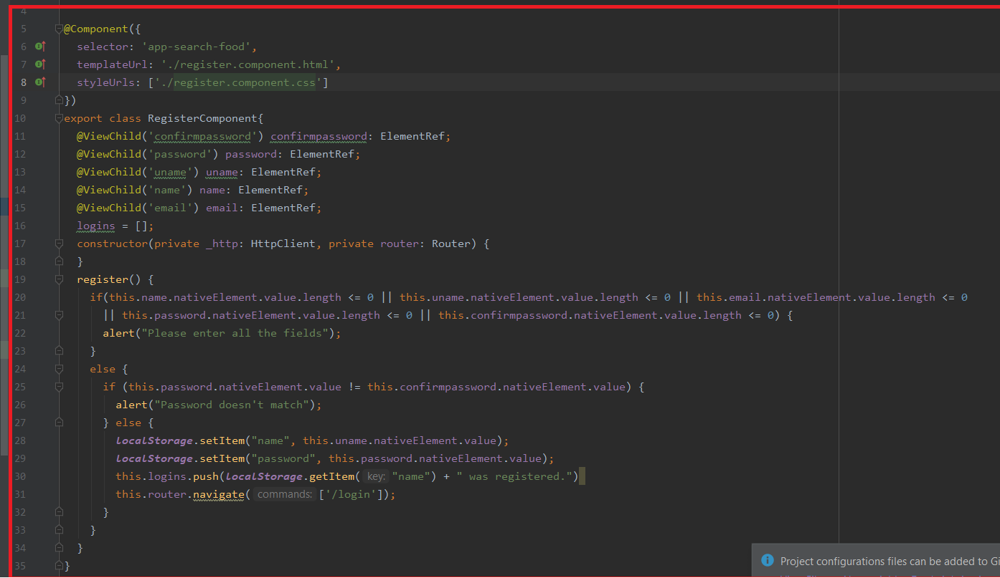 4
5 @Component({
6 selector: 'app-search-food',
7 templateUrl: './register.component.html',
8 styleUrls: ['./register.component.css']
9 })
10 export class RegisterComponent{
11 @ViewChild('confirmpassword') confirmpassword: ElementRef;
12 @ViewChild('password') password: ElementRef;
13 @ViewChild('uname') uname: ElementRef;
14 @ViewChild('name') name: ElementRef;
15 @ViewChild('email') email: ElementRef;
16 logins = [];
17 constructor(private _http: HttpClient, private router: Router) {
18 }
19 register() {
20 if(this.name.nativeElement.value.length <= 0 || this.uname.nativeElement.value.length <= 0 || this.email.nativeElement.value.length <= 0
21 || this.password.nativeElement.value.length <= 0 || this.confirmpassword.nativeElement.value.length <= 0) {
22 alert("Please enter all the fields");
23 }
24 else {
25 if (this.password.nativeElement.value != this.confirmpassword.nativeElement.value) {
26 alert("Password doesn't match");
27 } else {
28 localStorage.setItem("name", this.uname.nativeElement.value);
29 localStorage.setItem("password", this.password.nativeElement.value);
30 this.logins.push(localStorage.getItem( key: "name") + " was registered.")
31 this.router.navigate( commands: ['/login']);
32 }
33 }
34 }
35 }
Project configurations files can be added to Gi